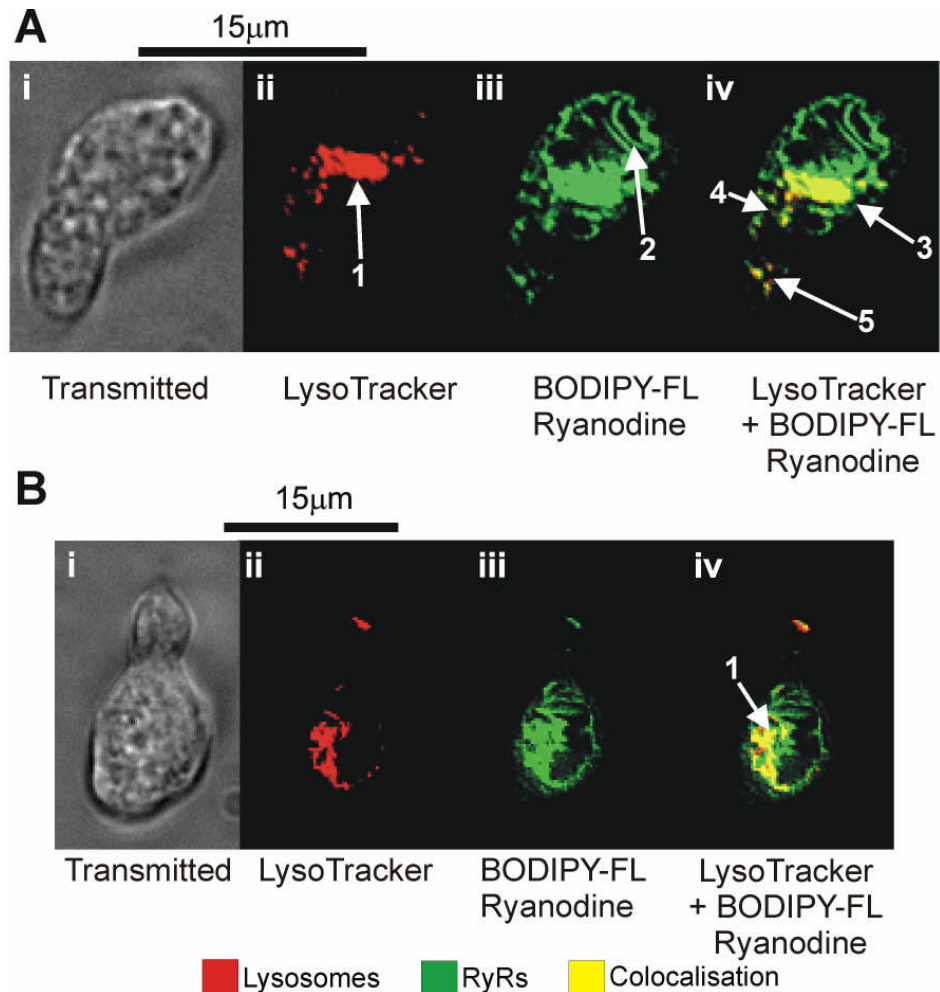 A
15µm
i ii iii iv
1 2 3 4 5
Transmitted LysoTracker BODIPY-FL LysoTracker
Ryanodine + BODIPY-FL
Ryanodine
B
15µm
i ii iii iv
1
Transmitted LysoTracker BODIPY-FL LysoTracker
Ryanodine + BODIPY-FL
Ryanodine
Lysosomes RyRs Colocalisation